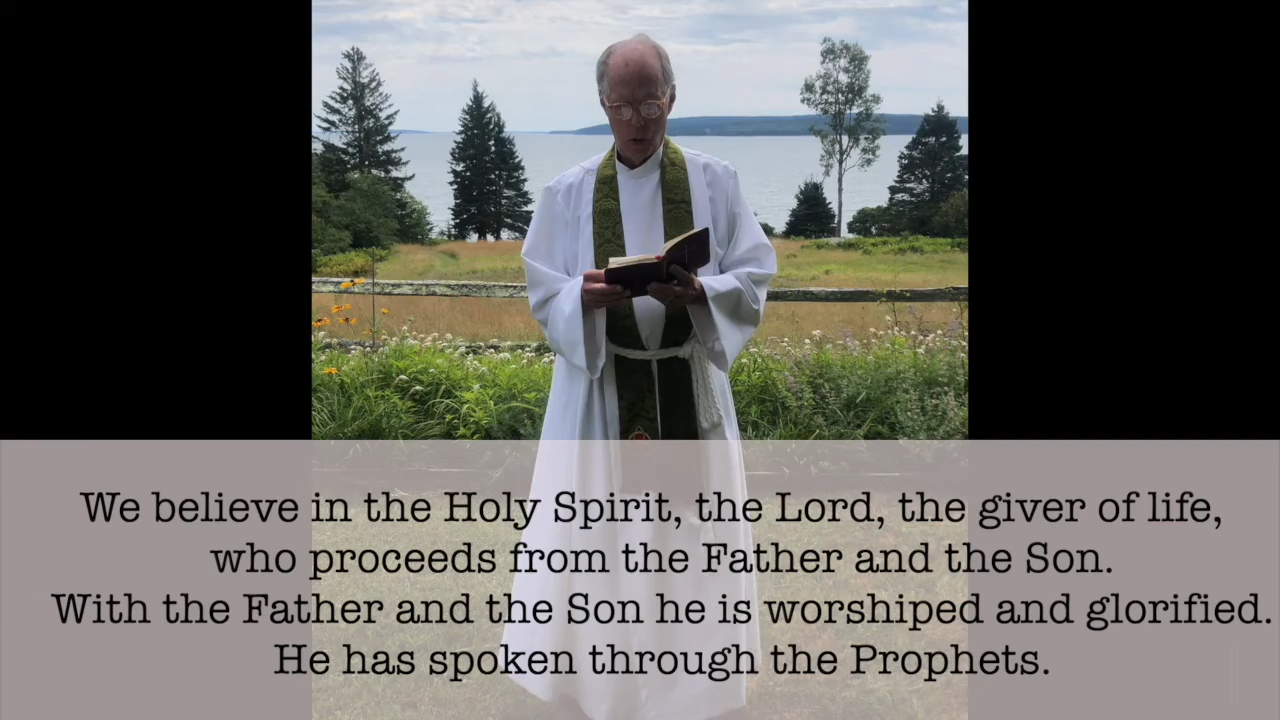 We believe in the Holy Spirit, the Lord, the giver of life,
who proceeds from the Father and the Son.
With the Father and the Son he is worshiped and glorified.
He has spoken through the Prophets.